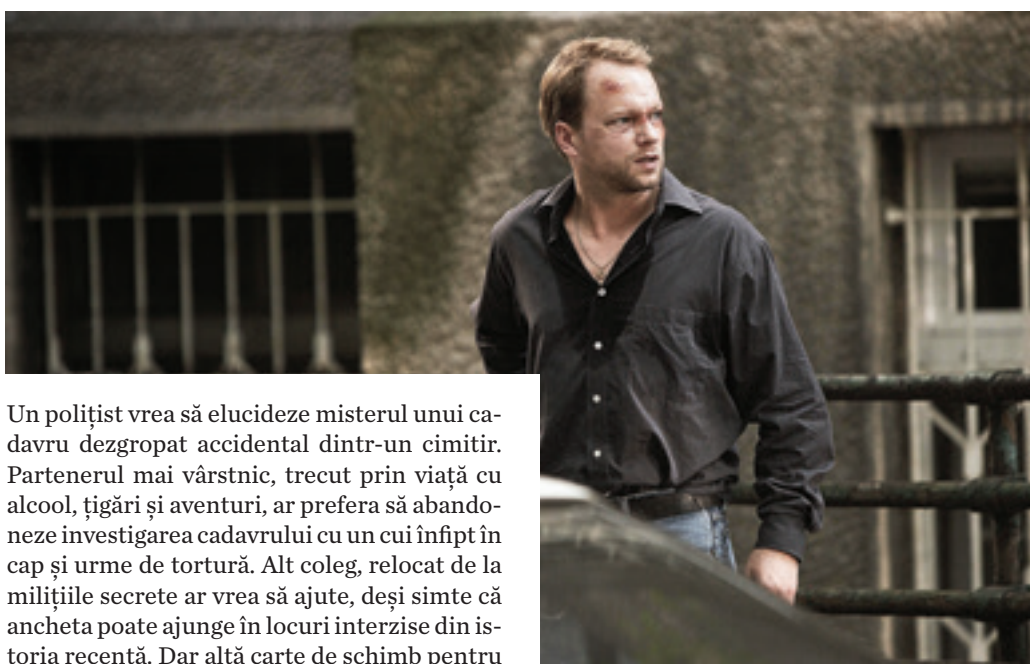 Un polițist vrea să elucideze misterul unui ca-
davru dezgropat accidental dintr-un cimitir.
Partenerul mai vârstnic, trecut prin viață cu
alcool, țigări și aventuri, ar prefera să abando-
neze investigarea cadavrului cu un cui înfipt în
cap și urme de tortură. Alt coleg, relocat de la
milițiile secrete ar vrea să ajute, deși simte că
ancheta poate ajunge în locuri interzise din is-
toria recentă. Dar altă carte de schimb pentru